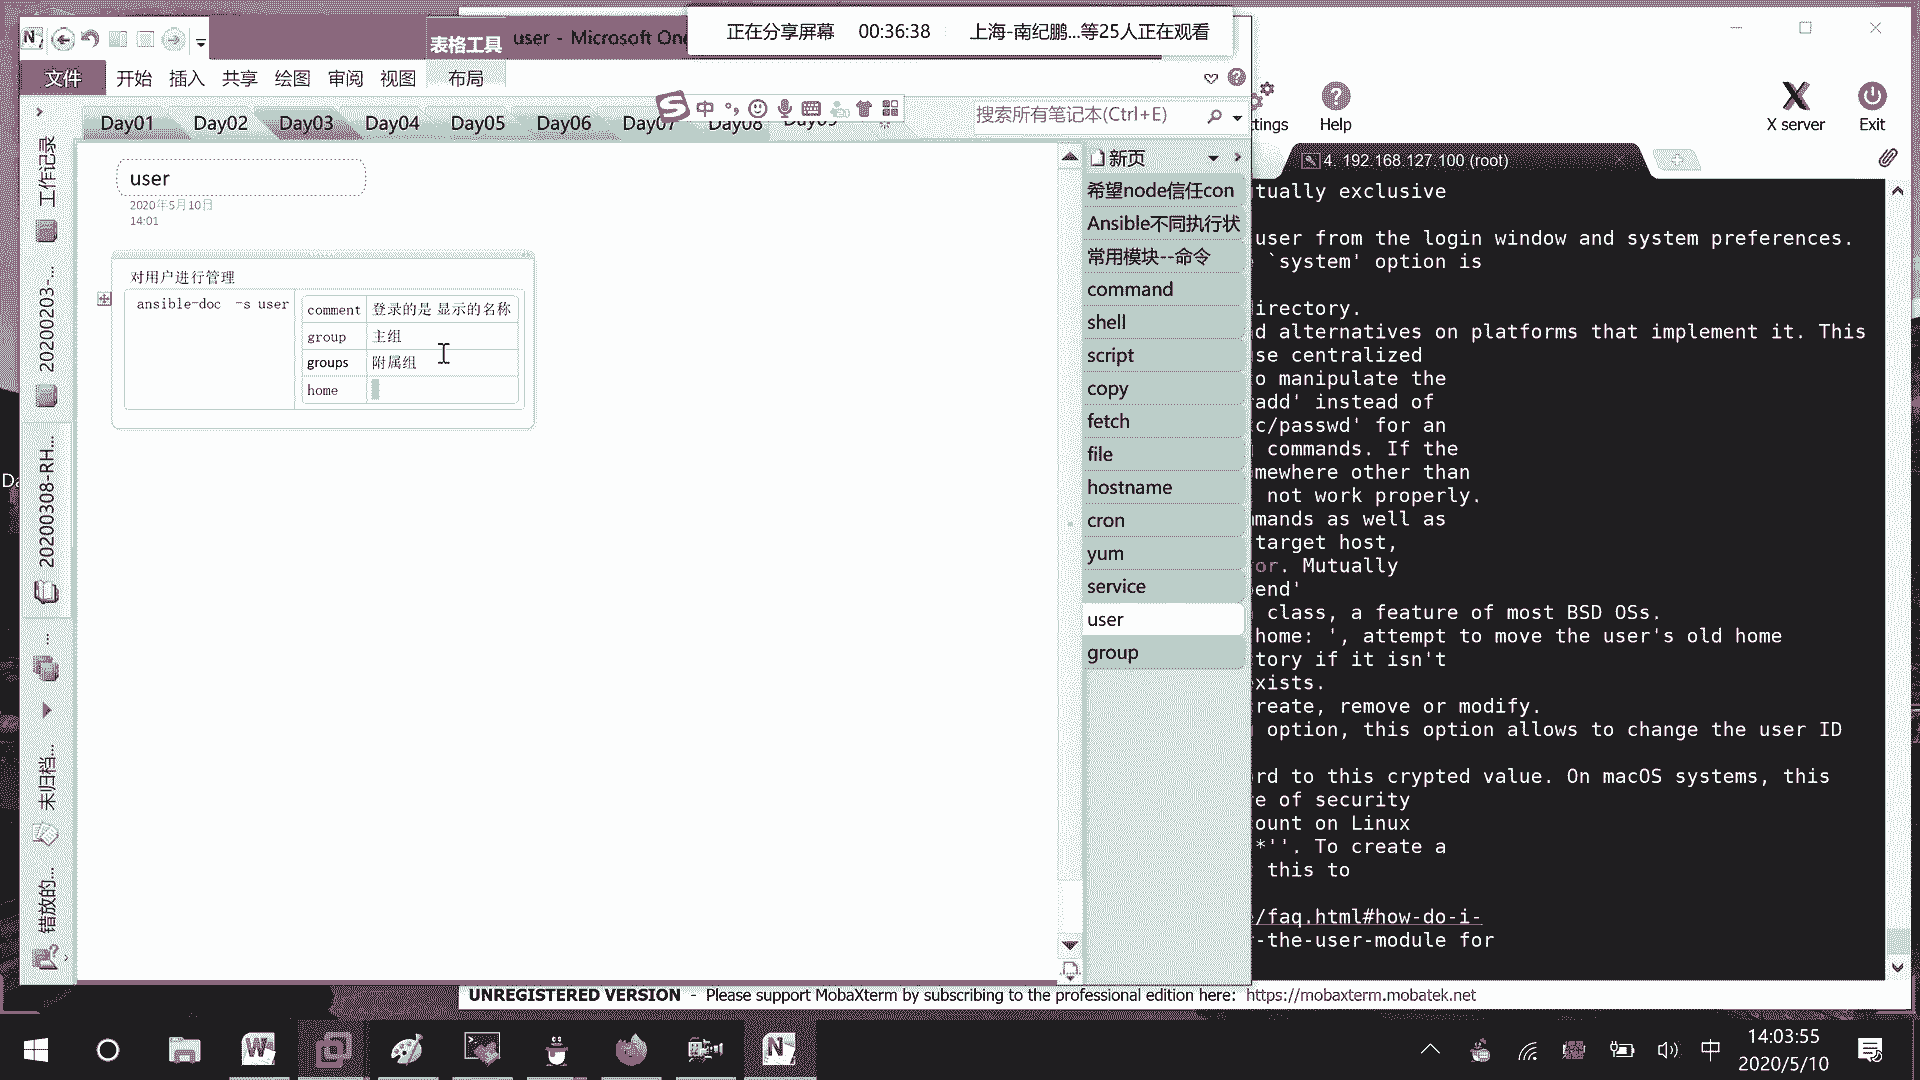 正在分享屏幕 00:36:38 上海-南纪鹏...等25人正在观看
表格工具 user - Microsoft One
文件 开始 插入 共享 绘图 审阅 视图 布局
中
搜索所有笔记本(Ctrl+E)
Day01 Day02 Day03 Day04 Day05 Day06 Day07 Day08
工作记录
20200203-...
20200308-RH...
...
未归档...
错放的...
user
2020年5月10日
14:01
对用户进行管理
ansible-doc -s user
comment 登录的是 显示的名称
group 主组
groups 附属组
home
新页
希望node信任con
Ansible不同执行状
常用模块--命令
command
shell
script
copy
fetch
file
hostname
cron
yum
service
user
group
ttings Help X server Exit
4. 192.168.127.100 (root)
tually exclusive
user from the login window and system preferences.
`system' option is
irectory.
d alternatives on platforms that implement it. This
se centralized
o manipulate the
add' instead of
c/passwd' for an
commands. If the
mewhere other than
not work properly.
mands as well as
target host,
or. Mutually
end'
class, a feature of most BSD OSs.
home: ', attempt to move the user's old home
tory if it isn't
xists.
reate, remove or modify.
option, this option allows to change the user ID
rd to this crypted value. On macOS systems, this
e of security
ount on Linux
*''. To create a
this to
/faq.html#how-do-i-
-the-user-module for
UNREGISTERED VERSION - Please support MobaXterm by subscribing to the professional edition here: https://mobaxterm.mobatek.net
中
14:03:55
2020/5/10